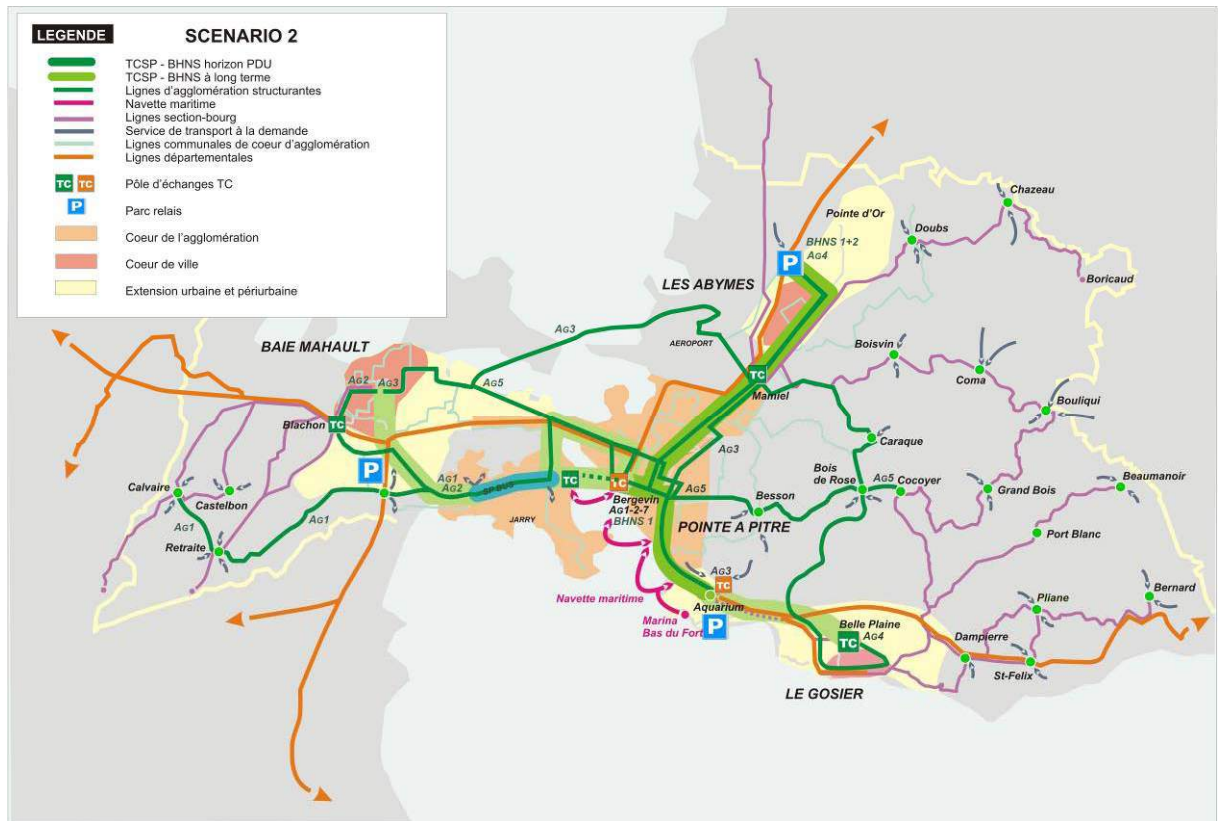 LEGENDE
SCENARIO 2
TCSP - BHNS horizon PDU
TCSP - BHNS à long terme
Lignes d'agglomération structurantes
Navette maritime
Lignes section-bourg
Service de transport à la demande
Lignes communales de coeur d'agglomération
Lignes départementales
TC TC Pôle d'échanges TC
P Parc relais
Coeur de l'agglomération
Coeur de ville
Extension urbaine et périurbaine
Chazeau
Pointe d'Or
Doubs
BHNS 1+2
AG4
P
Boricaud
LES ABYMES
AG3
AEROPORT
BAIE MAHAULT
Boisvin
Coma
AG2
AG3
AG5
TC
Mamiel
Bouliqui
Blachon
TC
Caraque
AG3
P
AG1
AG2
SP BUS
TC
TC
Bergevin
AG1-2-7
BHNS 1
AG5
Besson
Bois
de Rose
AG5
Cocoyer
Grand Bois
Beaumanoir
Calvaire
Castelbon
AG1
AG1
Retraite
JARRY
POINTE A PITRE
Port Blanc
AG3
TC
Navette maritime
Aquarium
P
Marina
Bas du Fort
Belle Plaine
AG4
TC
Pliane
Bernard
Dampierre
St-Felix
LE GOSIER